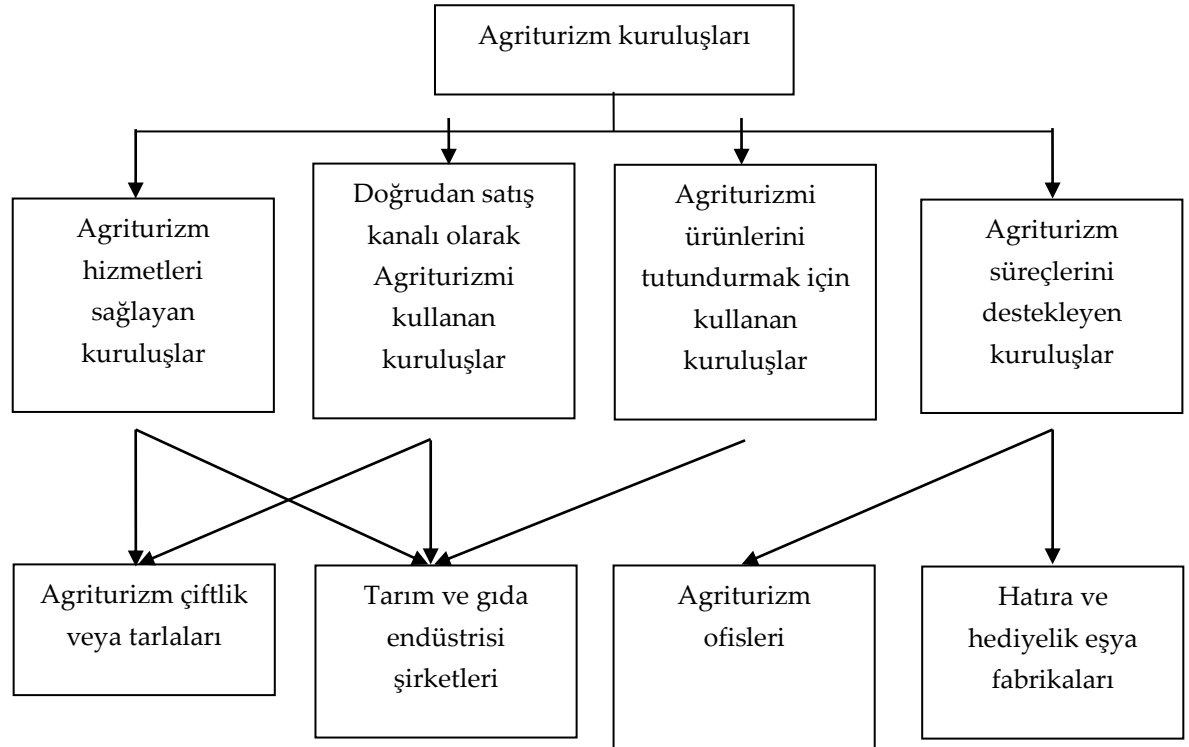 Agriturizm kuruluşları
Agriturizm
hizmetleri
sağlayan
kuruluşlar
Doğrudan satış
kanalı olarak
Agriturizmi
kullanan
kuruluşlar
Agriturizmi
ürünlerini
tutundurmak için
kullanan
kuruluşlar
Agriturizm
süreçlerini
destekleyen
kuruluşlar
Agriturizm çiftlik
veya tarlaları
Tarım ve gıda
endüstrisi
şirketleri
Agriturizm
ofisleri
Hatıra ve
hediyelik eşya
fabrikaları